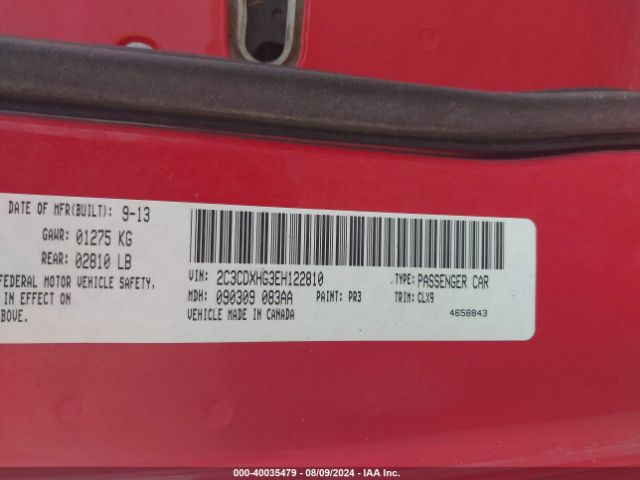 DATE OF MFR(BUILT): 9-13
GAWR: 01275 KG
REAR: 02810 LB
FEDERAL MOTOR VEHICLE SAFETY,
IN EFFECT ON
BOVE.
VIN: 2C3CDXHG3EH122810
TYPE: PASSENGER CAR
MDH: 090309 083AA
PAINT: PR3
TRIM: CLX9
VEHICLE MADE IN CANADA
4658843
000-40035479 - 08/09/2024 - IAA Inc.